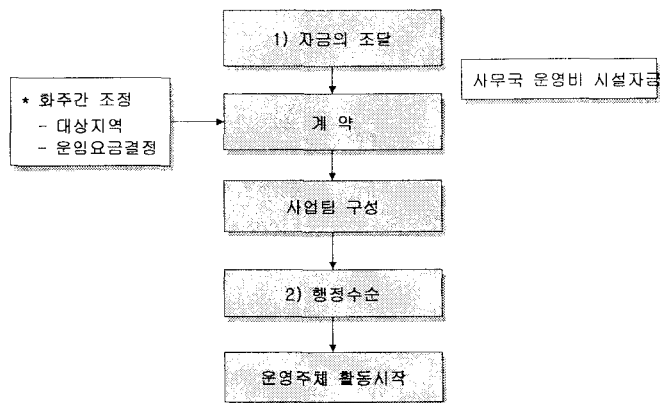 1) 자금의 조달
사무국 운영비 시설자금
* 화주간 조정
- 대상지역
- 운임요금결정
계 약
사업팀 구성
2) 행정수순
운영주체 활동시작